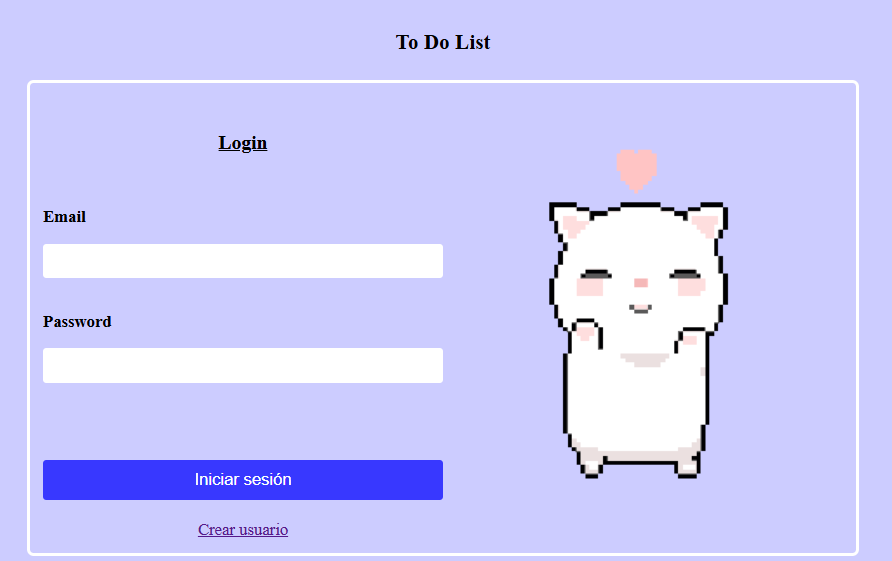 To Do List
Login
Email
Password
Iniciar sesión
Crear usuario